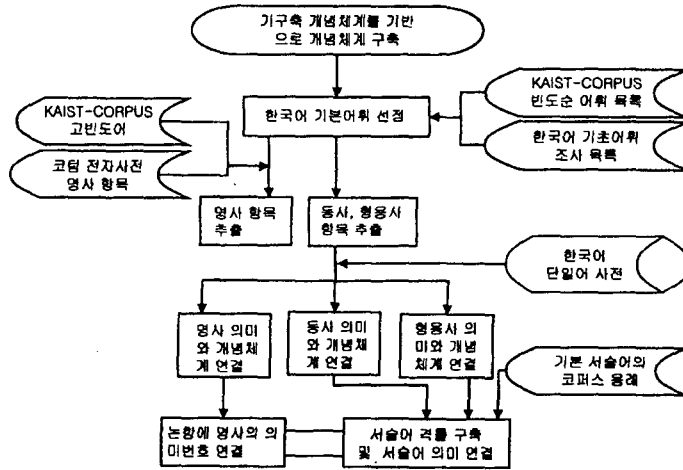 기구축 개념체계를 기반
으로 개념체계 구축
KAIST-CORPUS
고빈도어
코텀 전자사전
명사 항목
한국어 기본어휘 선정
KAIST-CORPUS
빈도순 어휘 목록
한국어 기초어휘
조사 목록
명사 항목
추출
동사, 형용사
항목 추출
한국어
단일어 사전
명사 의미
와 개념체
계 연결
동사 의미
와 개념체
계 연결
형용사 의
미와 개념
체계 연결
기본 서술어의
코퍼스 용례
논항에 명사의 의
미번호 연결
서술어 격틀 구축
및 서술어 의미 연결